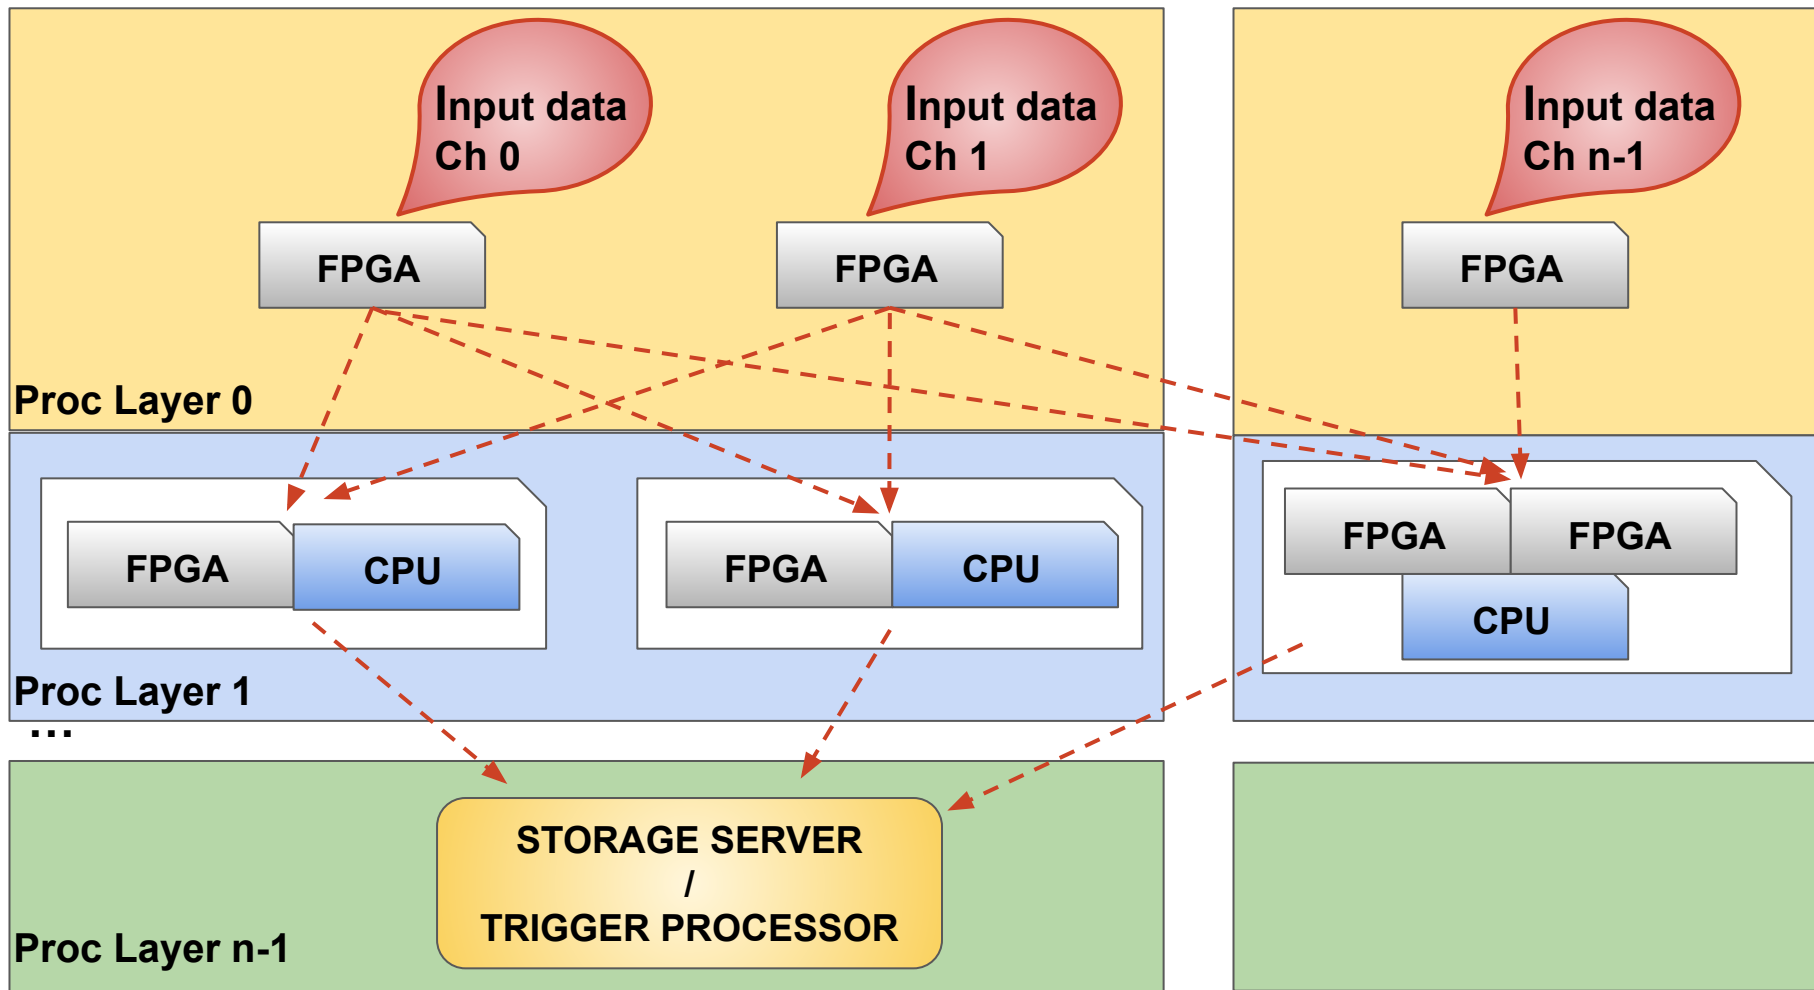 Input data
Ch 0
Input data
Ch 1
Input data
Ch n-1
FPGA
FPGA
FPGA
Proc Layer 0
FPGA
CPU
FPGA
CPU
FPGA
FPGA
CPU
Proc Layer 1
...
STORAGE SERVER
/
TRIGGER PROCESSOR
Proc Layer n-1